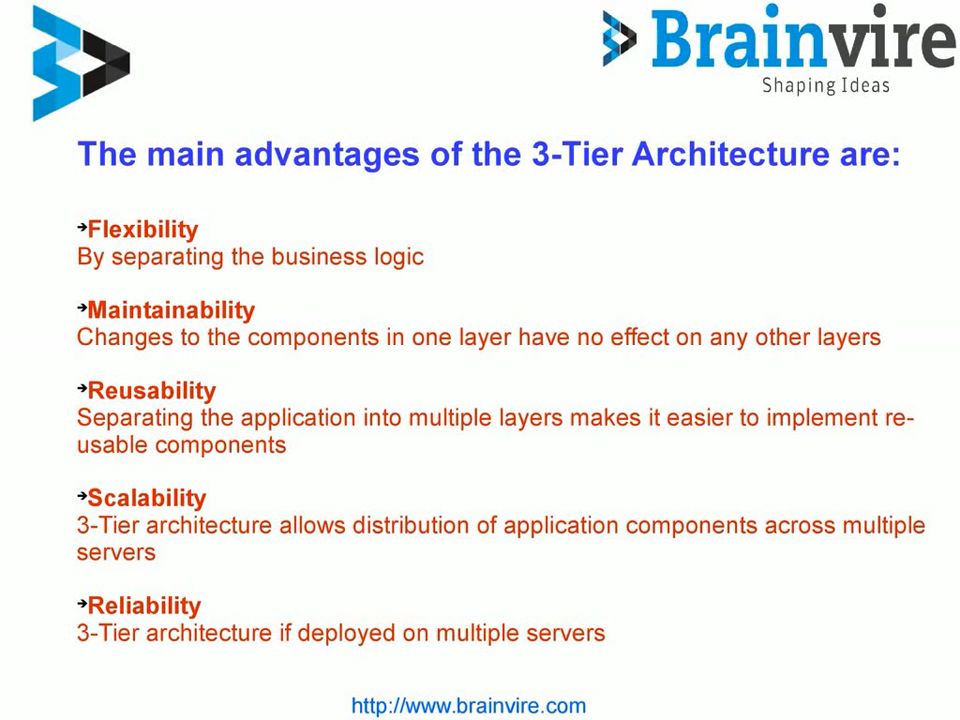 Brainvire
Shaping Ideas
The main advantages of the 3-Tier Architecture are:
➔Flexibility
By separating the business logic
➔Maintainability
Changes to the components in one layer have no effect on any other layers
➔Reusability
Separating the application into multiple layers makes it easier to implement re-
usable components
➔Scalability
3-Tier architecture allows distribution of application components across multiple
servers
➔Reliability
3-Tier architecture if deployed on multiple servers
http://www.brainvire.com